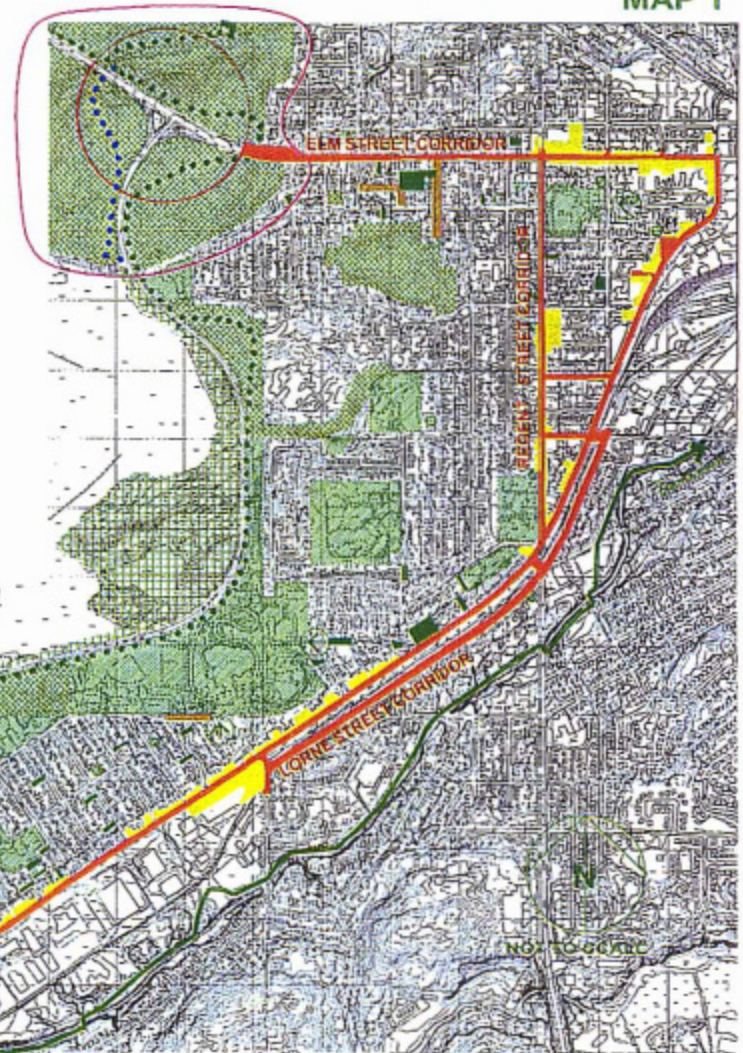 MAP 1
ELM STREET CORRIDOR
REGENT STREET CORRIDOR
LORNE STREET CORRIDOR
N
NOT TO SCALE